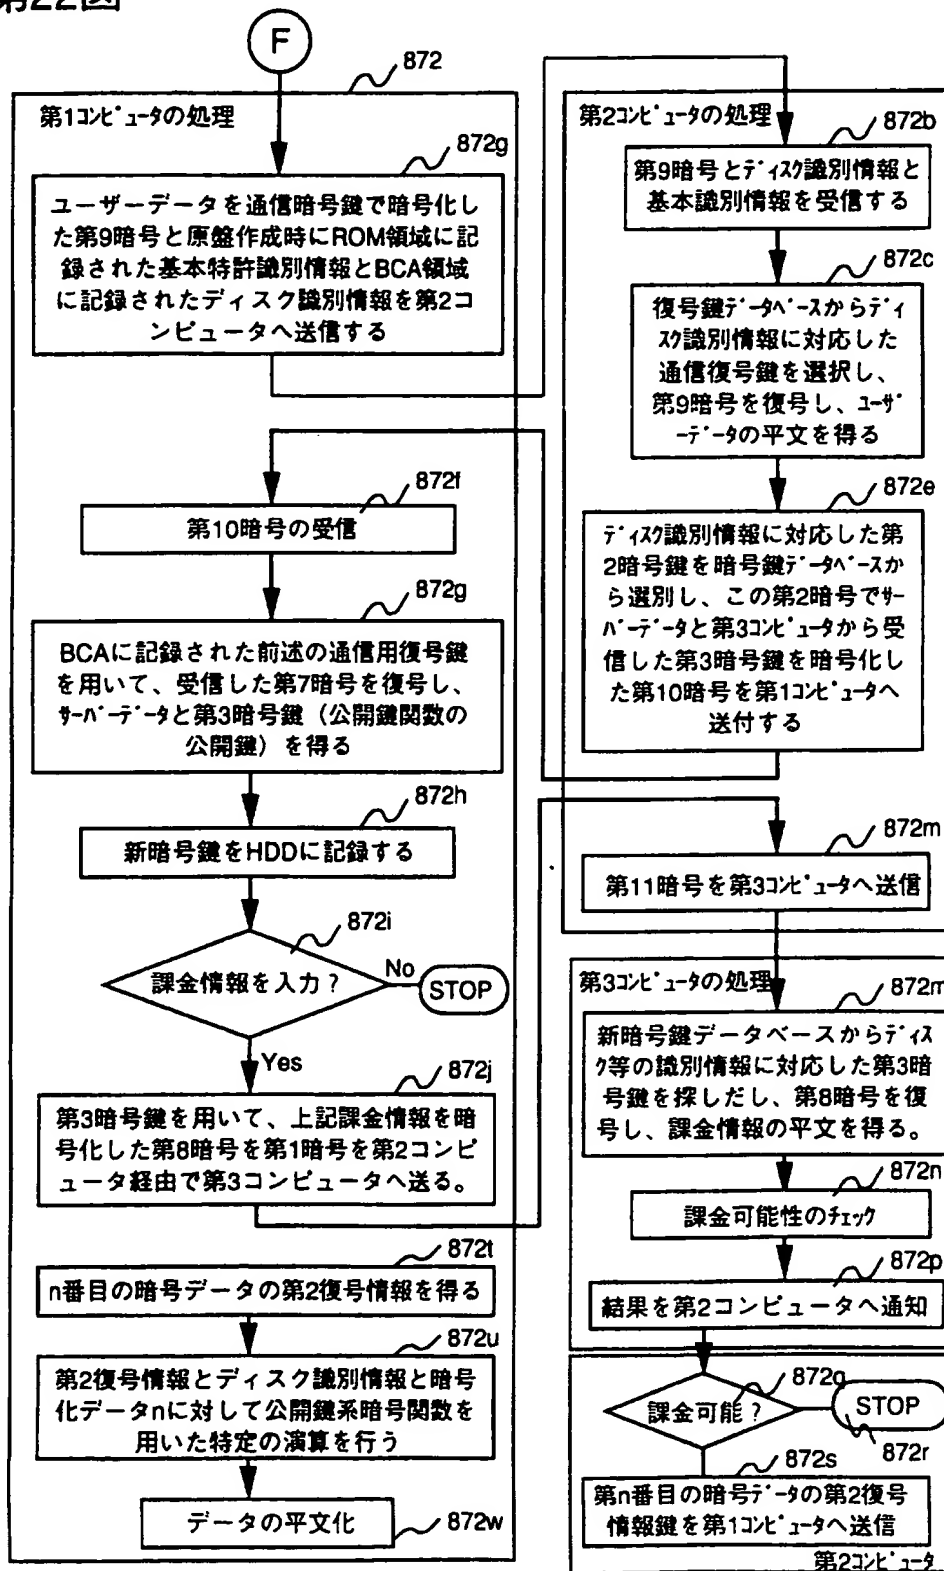 第22図
F
872
第1コンピュータの処理
872g
ユーザーデータを通信暗号鍵で暗号化し
た第9暗号と原盤作成時にROM領域に記
録された基本特許識別情報とBCA領域
に記録されたディスク識別情報を第2コ
ンピュータへ送信する
872f
第10暗号の受信
872g
BCAに記録された前述の通信用復号鍵
を用いて、受信した第7暗号を復号し、
サーバーデータと第3暗号鍵（公開鍵関数の
公開鍵）を得る
872h
新暗号鍵をHDDに記録する
872i
課金情報を入力？
No
STOP
Yes
872j
第3暗号鍵を用いて、上記課金情報を暗
号化した第8暗号を第1暗号を第2コンピ
ュータ経由で第3コンピュータへ送る。
872t
n番目の暗号データの第2復号情報を得る
872u
第2復号情報とディスク識別情報と暗号
化データnに対して公開鍵系暗号関数を
用いた特定の演算を行う
データの平文化
872w
第2コンピュータの処理
872b
第9暗号とディスク識別情報と
基本識別情報を受信する
872c
復号鍵データベースからディ
スク識別情報に対応した
通信復号鍵を選択し、
第9暗号を復号し、ユーザ
ーデータの平文を得る
872e
ディスク識別情報に対応した第
2暗号鍵を暗号鍵データベースか
ら選別し、この第2暗号でサー
バーデータと第3コンピュータから受
信した第3暗号鍵を暗号化し
た第10暗号を第1コンピュータへ
送付する
872m
第11暗号を第3コンピュータへ送信
第3コンピュータの処理
872m
新暗号鍵データベースからディス
ク等の識別情報に対応した第3暗
号鍵を探しだし、第8暗号を復
号し、課金情報の平文を得る。
872n
課金可能性のチェック
872p
結果を第2コンピュータへ通知
872q
課金可能？
STOP
872r
872s
第n番目の暗号データの第2復号
情報鍵を第1コンピュータへ送信
第2コンピュータ